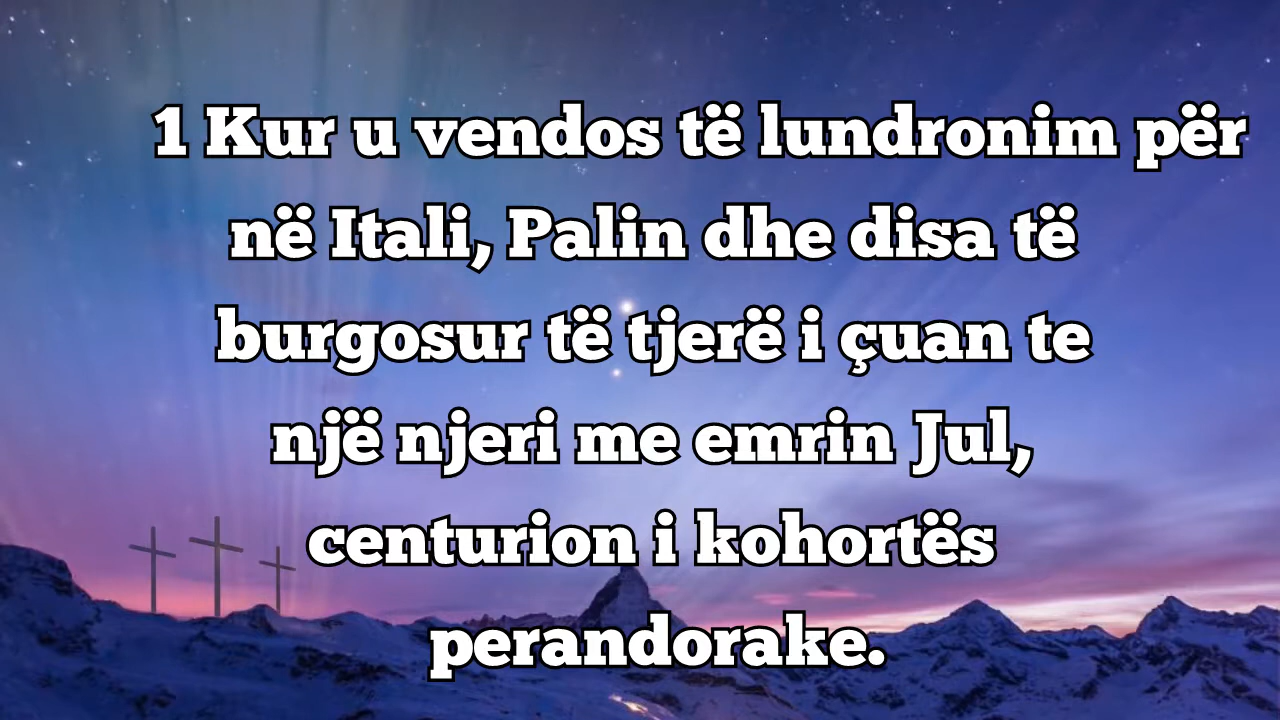 1 Kur u vendos të lundronim për
në Itali, Palin dhe disa të
burgosur të tjerë i çuan te
një njeri me emrin Jul,
centurion i kohortës
perandorake.